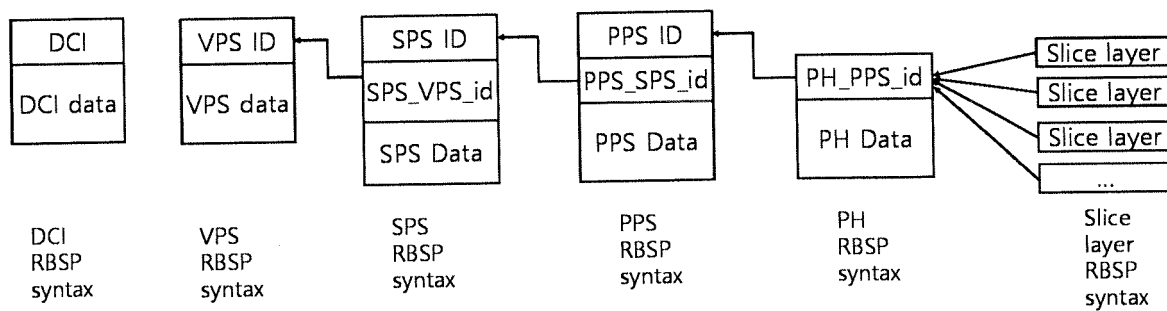 DCI
DCI data
VPS ID
VPS data
SPS ID
SPS_VPS_id
SPS Data
PPS ID
PPS_SPS_id
PPS Data
PH_PPS_id
PH Data
Slice layer
Slice layer
Slice layer
...
DCI
RBSP
syntax
VPS
RBSP
syntax
SPS
RBSP
syntax
PPS
RBSP
syntax
PH
RBSP
syntax
Slice
layer
RBSP
syntax